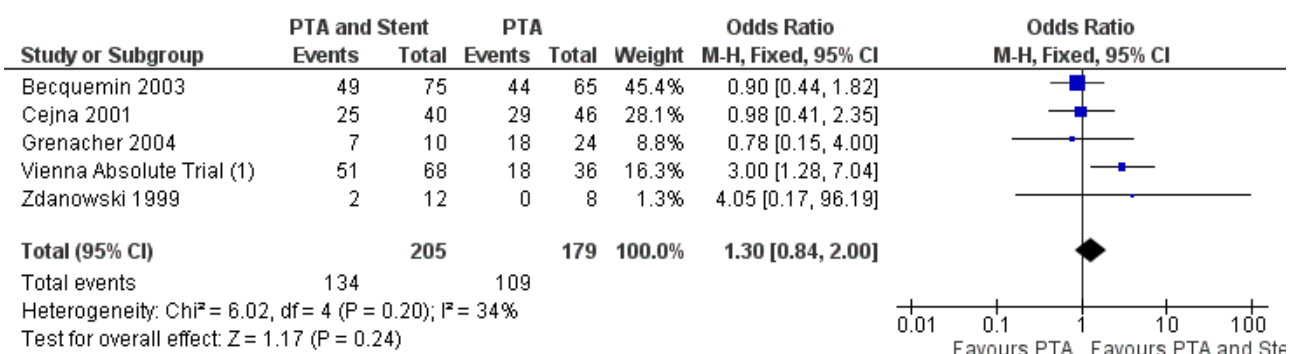 PTA and Stent PTA Odds Ratio Odds Ratio
Study or Subgroup Events Total Events Total Weight M-H, Fixed, 95% CI M-H, Fixed, 95% CI
Becquemin 2003 49 75 44 65 45.4% 0.90 [0.44, 1.82]
Cejna 2001 25 40 29 46 28.1% 0.98 [0.41, 2.35]
Grenacher 2004 7 10 18 24 8.8% 0.78 [0.15, 4.00]
Vienna Absolute Trial (1) 51 68 18 36 16.3% 3.00 [1.28, 7.04]
Zdanowski 1999 2 12 0 8 1.3% 4.05 [0.17, 96.19]
Total (95% CI) 205 179 100.0% 1.30 [0.84, 2.00]
Total events 134 109
Heterogeneity: Chi² = 6.02, df = 4 (P = 0.20); I² = 34%
Test for overall effect: Z = 1.17 (P = 0.24)
0.01 0.1 1 10 100
Favours PTA Favours PTA and Ste